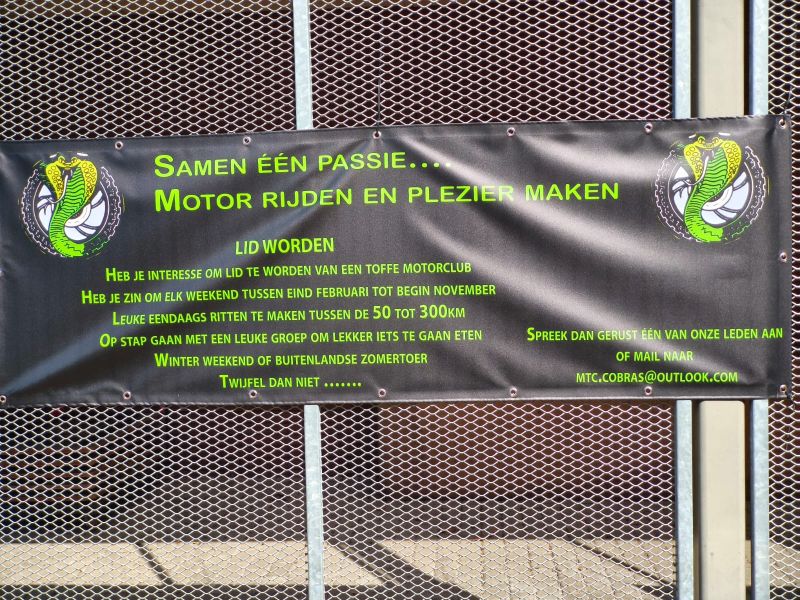 Samen één passie....
Motor rijden en plezier maken
LID WORDEN
Heb je interesse om lid te worden van een toffe motorclub
Heb je zin om elk weekend tussen eind februari tot begin november
Leuke eendaags ritten te maken tussen de 50 tot 300km
Op stap gaan met een leuke groep om lekker iets te gaan eten
Winter weekend of buitenlandse zomertoer
Twijfel dan niet .......
Spreek dan gerust één van onze leden aan
of mail naar
mtc.cobras@outlook.com